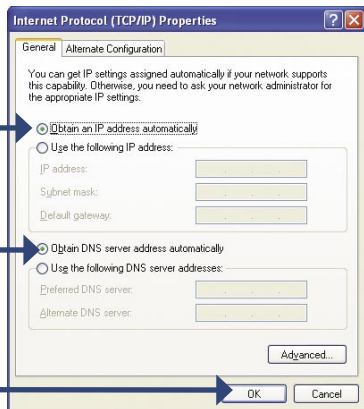 Internet Protocol (TCP/IP) Properties
General
Alternate Configuration
You can get IP settings assigned automatically if your network supports
this capability. Otherwise, you need to ask your network administrator for
the appropriate IP settings.
Obtain an IP address automatically
Use the following IP address:
IP address:
Subnet mask:
Default gateway:
Obtain DNS server address automatically
Use the following DNS server addresses:
Preferred DNS server:
Alternate DNS server:
Advanced...
OK
Cancel